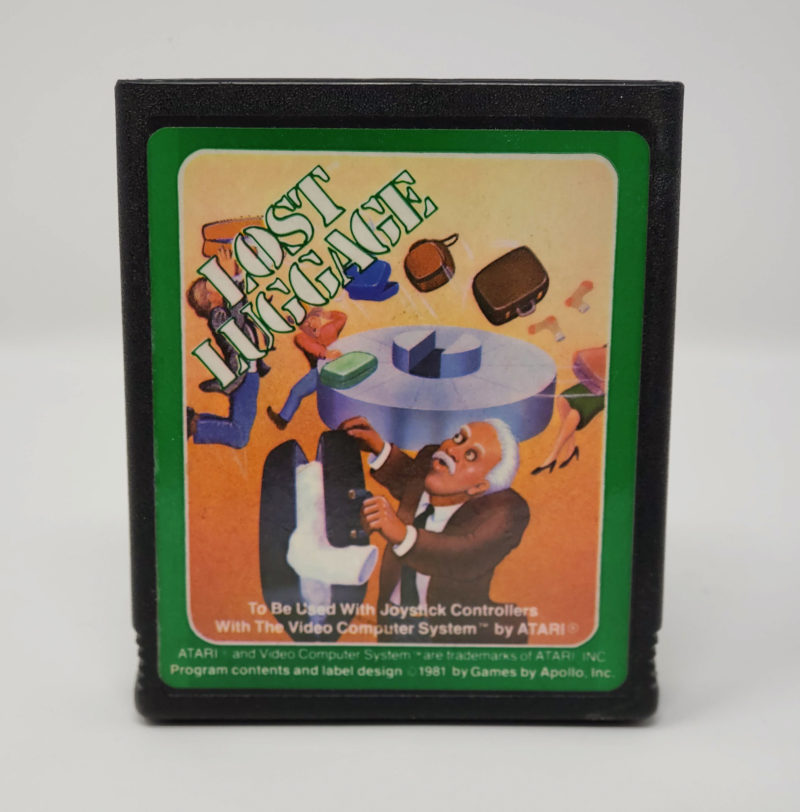 LOST
LUGGAGE
To Be Used With Joystick Controllers
With The Video Computer System™ by ATARI®
ATARI® and Video Computer System™ are trademarks of ATARI, INC.
Program contents and label design ©1981 by Games by Apollo, Inc.